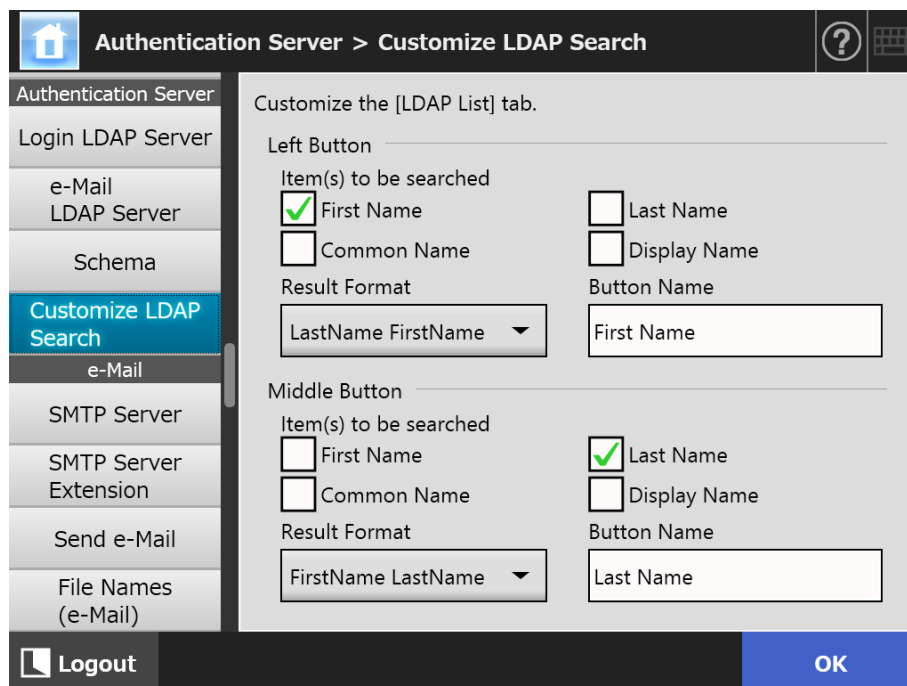 Authentication Server > Customize LDAP Search
?
Authentication Server
Login LDAP Server
e-Mail
LDAP Server
Schema
Customize LDAP
Search
e-Mail
SMTP Server
SMTP Server
Extension
Send e-Mail
File Names
(e-Mail)
Customize the [LDAP List] tab.
Left Button
Item(s) to be searched
First Name Last Name
Common Name Display Name
Result Format Button Name
LastName FirstName First Name
Middle Button
Item(s) to be searched
First Name Last Name
Common Name Display Name
Result Format Button Name
FirstName LastName Last Name
Logout OK